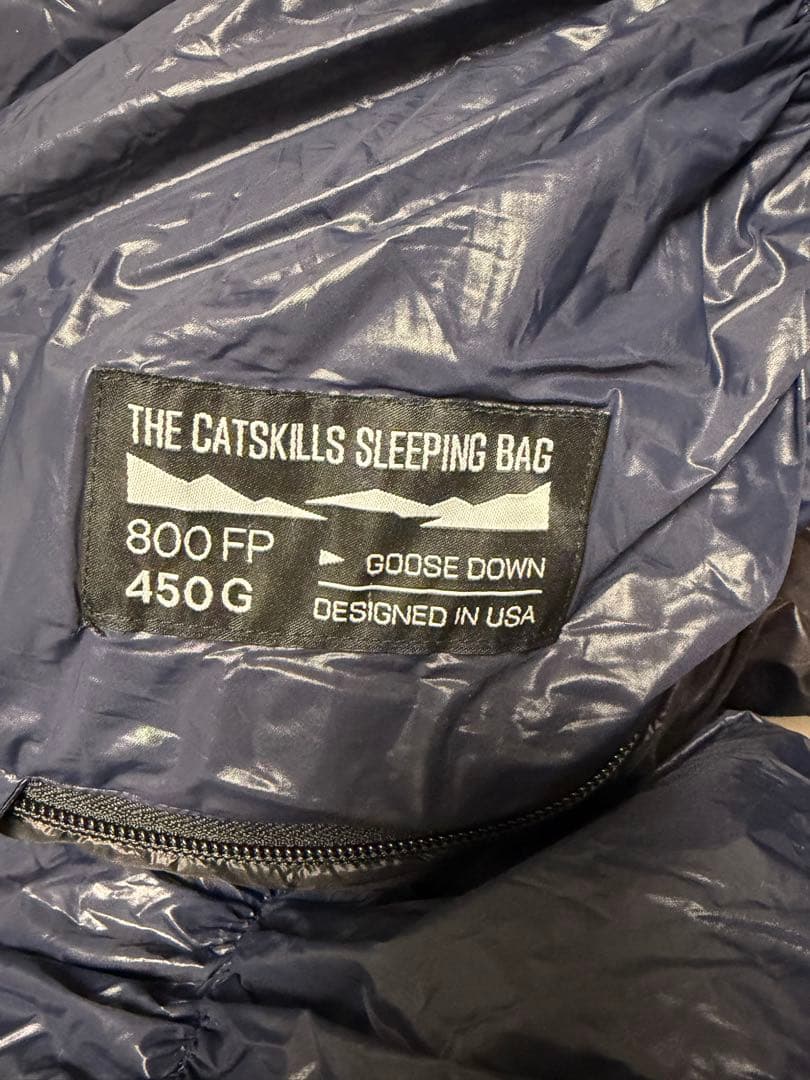 THE CATSKILLS SLEEPING BAG
800 FP
450 G
GOOSE DOWN
DESIGNED IN USA